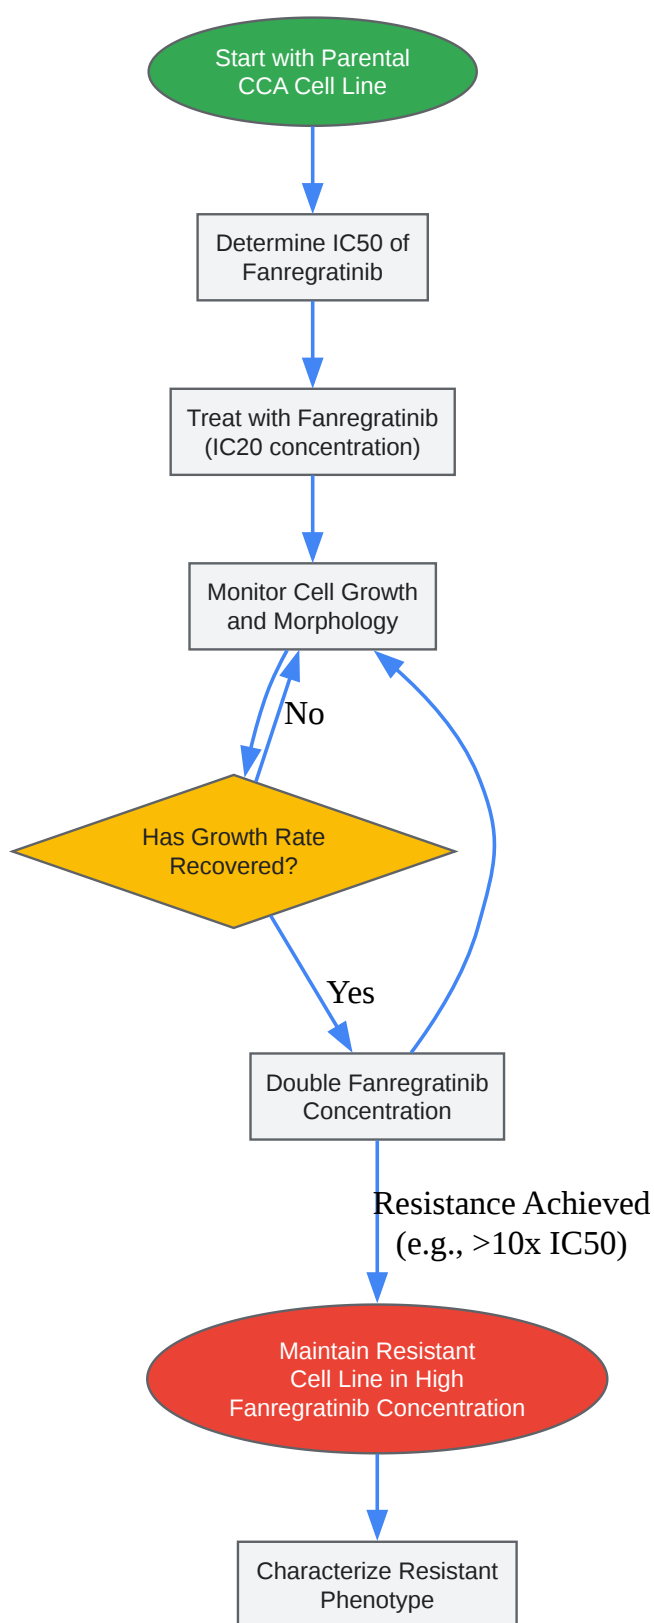 Start with Parental
CCA Cell Line
Determine IC50 of
Fanregratinib
Treat with Fanregratinib
(IC20 concentration)
Monitor Cell Growth
and Morphology
No
Has Growth Rate
Recovered?
Yes
Double Fanregratinib
Concentration
Resistance Achieved
(e.g., >10x IC50)
Maintain Resistant
Cell Line in High
Fanregratinib Concentration
Characterize Resistant
Phenotype